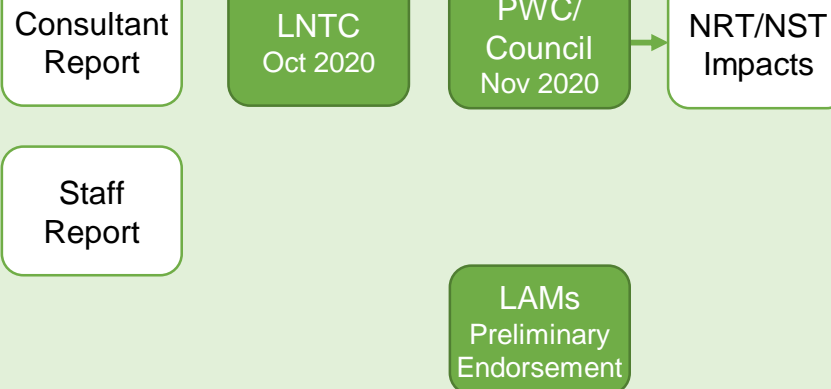 Consultant
Report
LNTC
Oct 2020
PWC/
Council
Nov 2020
NRT/NST
Impacts
Staff
Report
LAMs
Preliminary
Endorsement